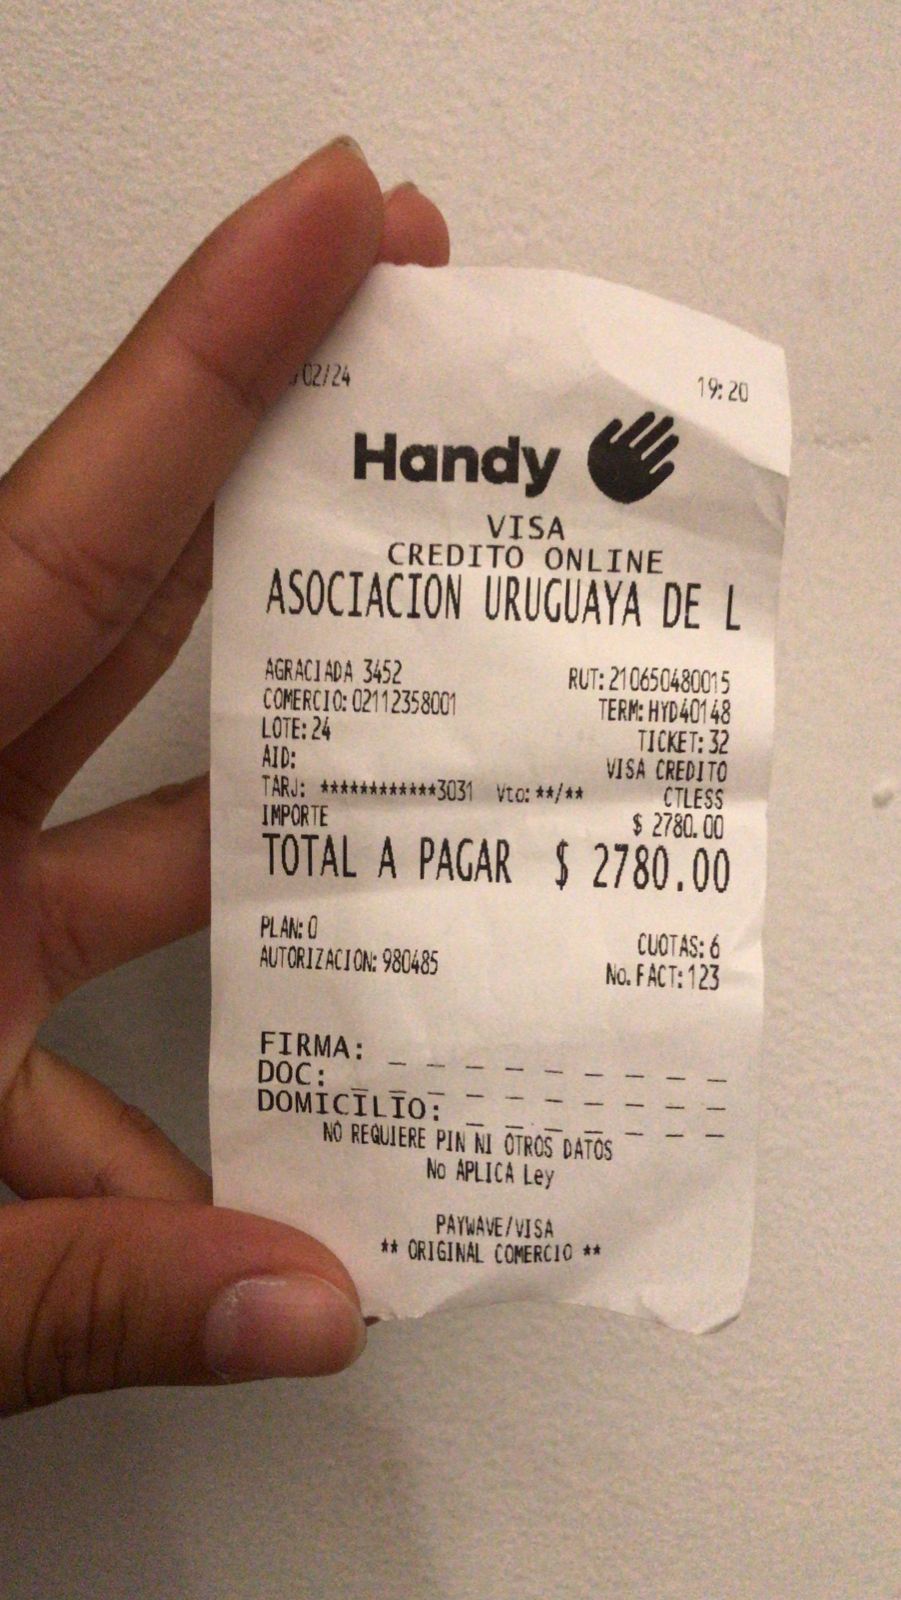 /02/24 19:20
Handy
VISA
CREDITO ONLINE
ASOCIACION URUGUAYA DE L
AGRACIADA 3452 RUT: 210650480015
COMERCIO: 02112358001 TERM: HYD40148
LOTE: 24 TICKET: 32
AID: VISA CREDITO
TARJ: ************3031 Vto: **/** CTLESS
IMPORTE $ 2780.00
TOTAL A PAGAR $ 2780.00
PLAN: 0 CUOTAS: 6
AUTORIZACION: 980485 No. FACT: 123
FIRMA: _ _ _ _ _ _ _ _ _
DOC: _ _ _ _ _ _ _ _ _ _
DOMICILIO: _ _ _ _ _ _ _
NO REQUIERE PIN NI OTROS DATOS
No APLICA Ley
PAYWAVE/VISA
** ORIGINAL COMERCIO **